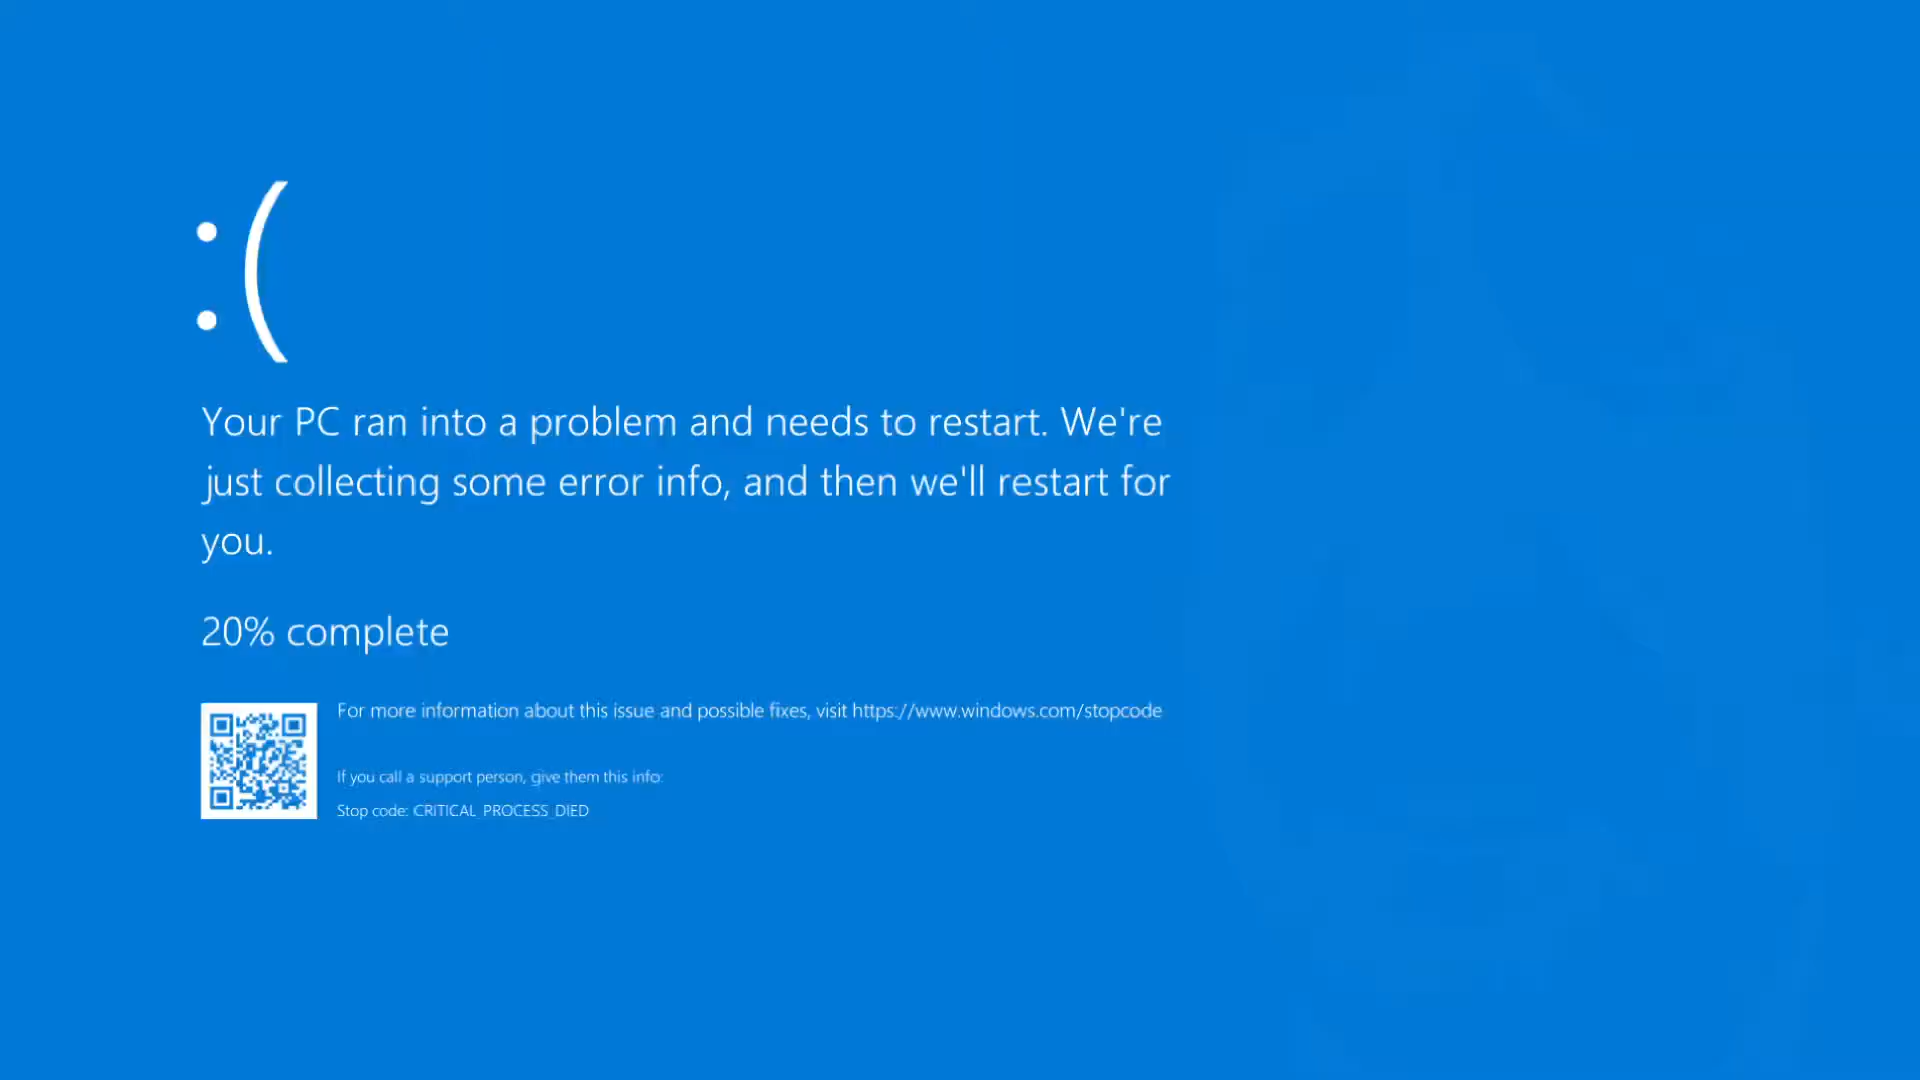 :(
Your PC ran into a problem and needs to restart. We're
just collecting some error info, and then we'll restart for
you.
20% complete
For more information about this issue and possible fixes, visit https://www.windows.com/stopcode
If you call a support person, give them this info:
Stop code: CRITICAL_PROCESS_DIED